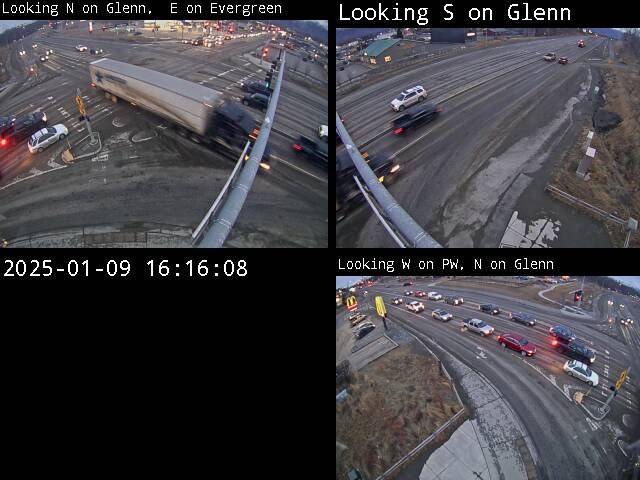 Looking N on Glenn,  E on Evergreen
Looking S on Glenn
2025-01-09 16:16:08
Looking W on PW, N on Glenn